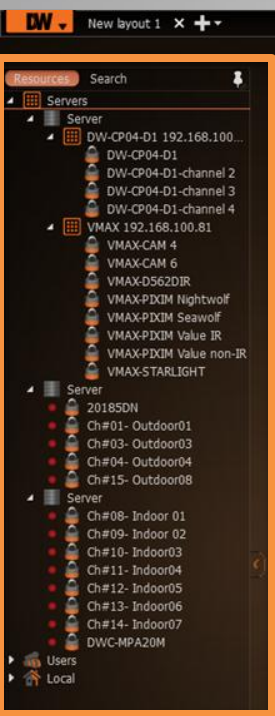 DW New layout 1
Resources Search
Servers
Server
DW-CP04-D1 192.168.100...
DW-CP04-D1
DW-CP04-D1-channel 2
DW-CP04-D1-channel 3
DW-CP04-D1-channel 4
VMAX 192.168.100.81
VMAX-CAM 4
VMAX-CAM 6
VMAX-D562DIR
VMAX-PIXIM Nightwolf
VMAX-PIXIM Seawolf
VMAX-PIXIM Value IR
VMAX-PIXIM Value non-IR
VMAX-STARLIGHT
Server
20185DN
Ch#01- Outdoor01
Ch#03- Outdoor03
Ch#04- Outdoor04
Ch#15- Outdoor08
Server
Ch#08- Indoor 01
Ch#09- Indoor 02
Ch#10- Indoor03
Ch#11- Indoor04
Ch#12- Indoor05
Ch#13- Indoor06
Ch#14- Indoor07
DWC-MPA20M
Users
Local